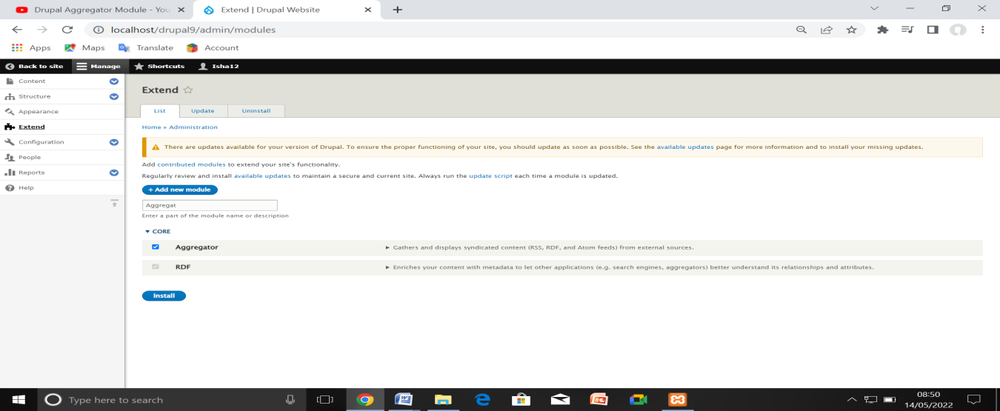 Drupal Aggregator Module - You
Extend | Drupal Website
localhost/drupal9/admin/modules
Apps
Maps
Translate
Account
Back to site
Manage
Shortcuts
Isha12
Content
Structure
Appearance
Extend
Configuration
People
Reports
Help
Extend
List
Update
Uninstall
Home » Administration
There are updates available for your version of Drupal. To ensure the proper functioning of your site, you should update as soon as possible. See the available updates page for more information and to install your missing updates.
Add contributed modules to extend your site's functionality.
Regularly review and install available updates to maintain a secure and current site. Always run the update script each time a module is updated.
+ Add new module
Aggregat
Enter a part of the module name or description
▼ CORE
Aggregator
► Gathers and displays syndicated content (RSS, RDF, and Atom feeds) from external sources.
RDF
► Enriches your content with metadata to let other applications (e.g. search engines, aggregators) better understand its relationships and attributes.
Install
Type here to search
08:50
14/05/2022